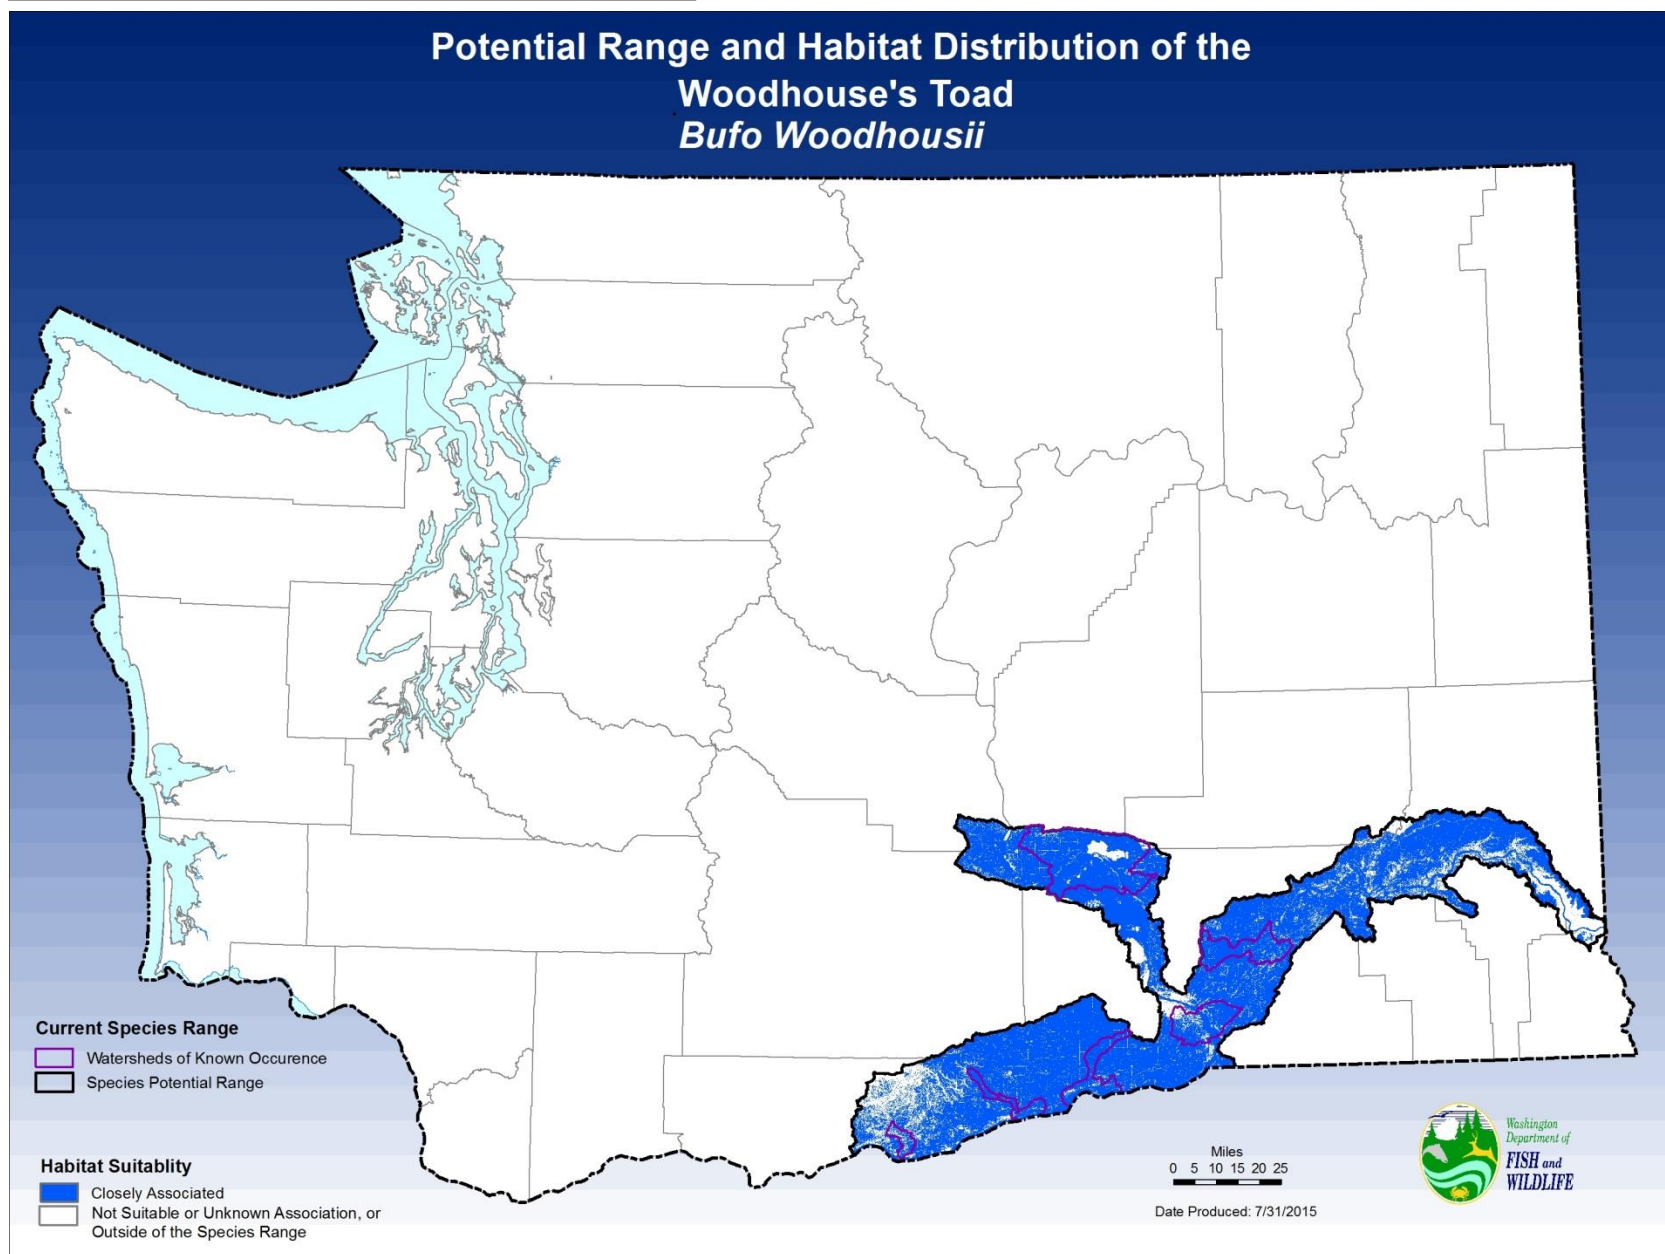 Potential Range and Habitat Distribution of the
Woodhouse's Toad
Bufo Woodhousii
Current Species Range
Watersheds of Known Occurence
Species Potential Range
Habitat Suitablity
Closely Associated
Not Suitable or Unknown Association, or
Outside of the Species Range
Miles
0 5 10 15 20 25
Date Produced: 7/31/2015
Washington
Department of
FISH and
WILDLIFE